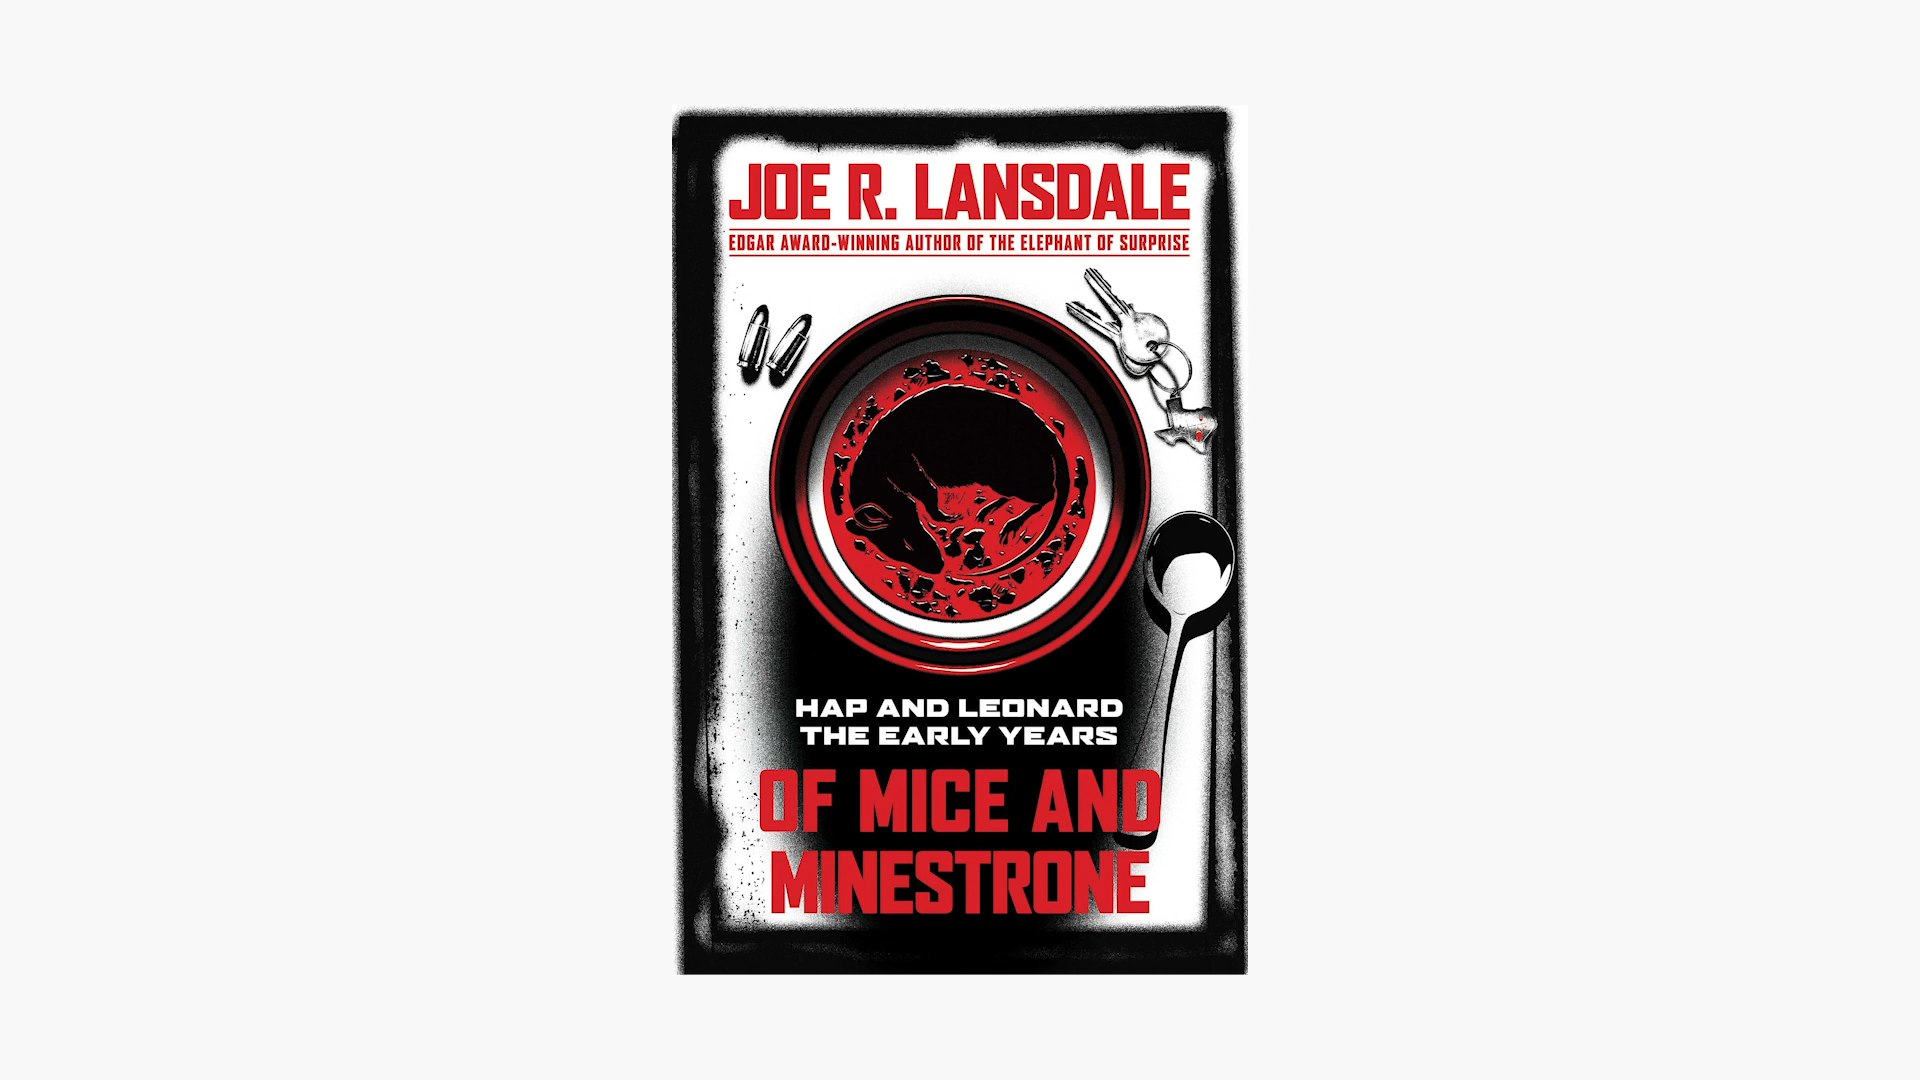 JOE R. LANSDALE
EDGAR AWARD-WINNING AUTHOR OF THE ELEPHANT OF SURPRISE
HAP AND LEONARD
THE EARLY YEARS
OF MICE AND
MINESTRONE